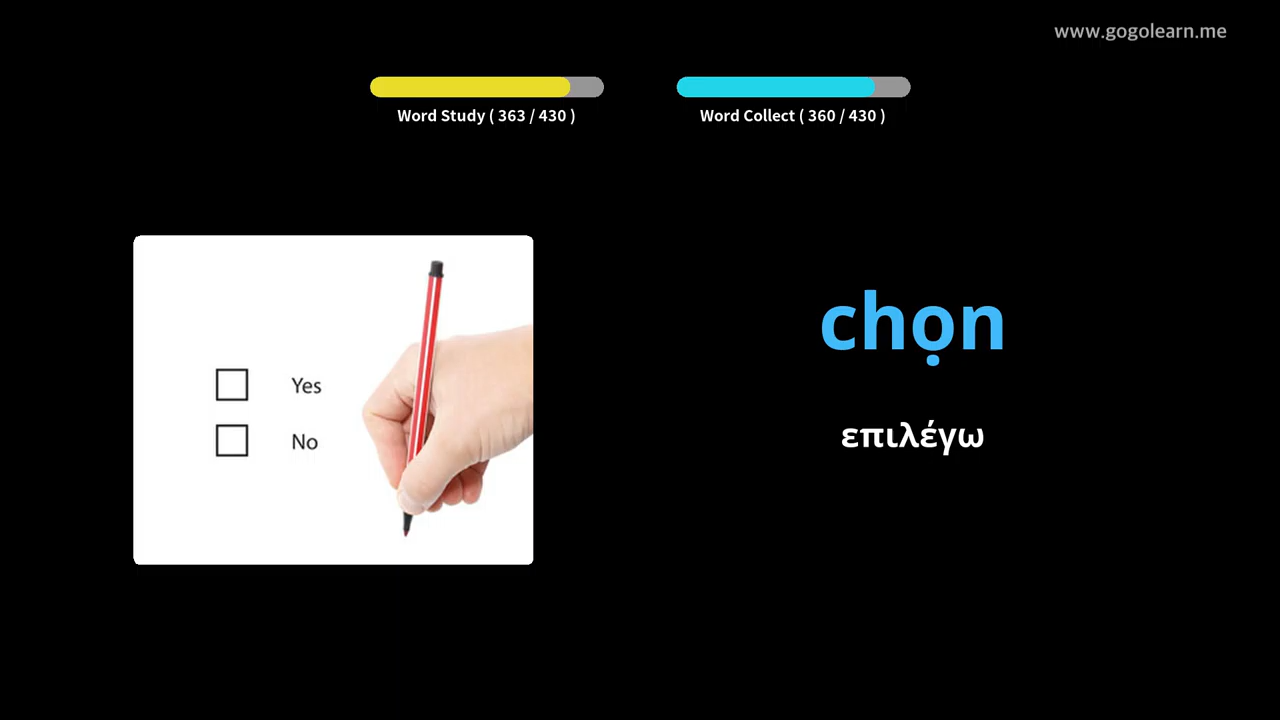 www.gogolearn.me
Word Study ( 363 / 430 )
Word Collect ( 360 / 430 )
Yes
No
chọn
επιλέγω